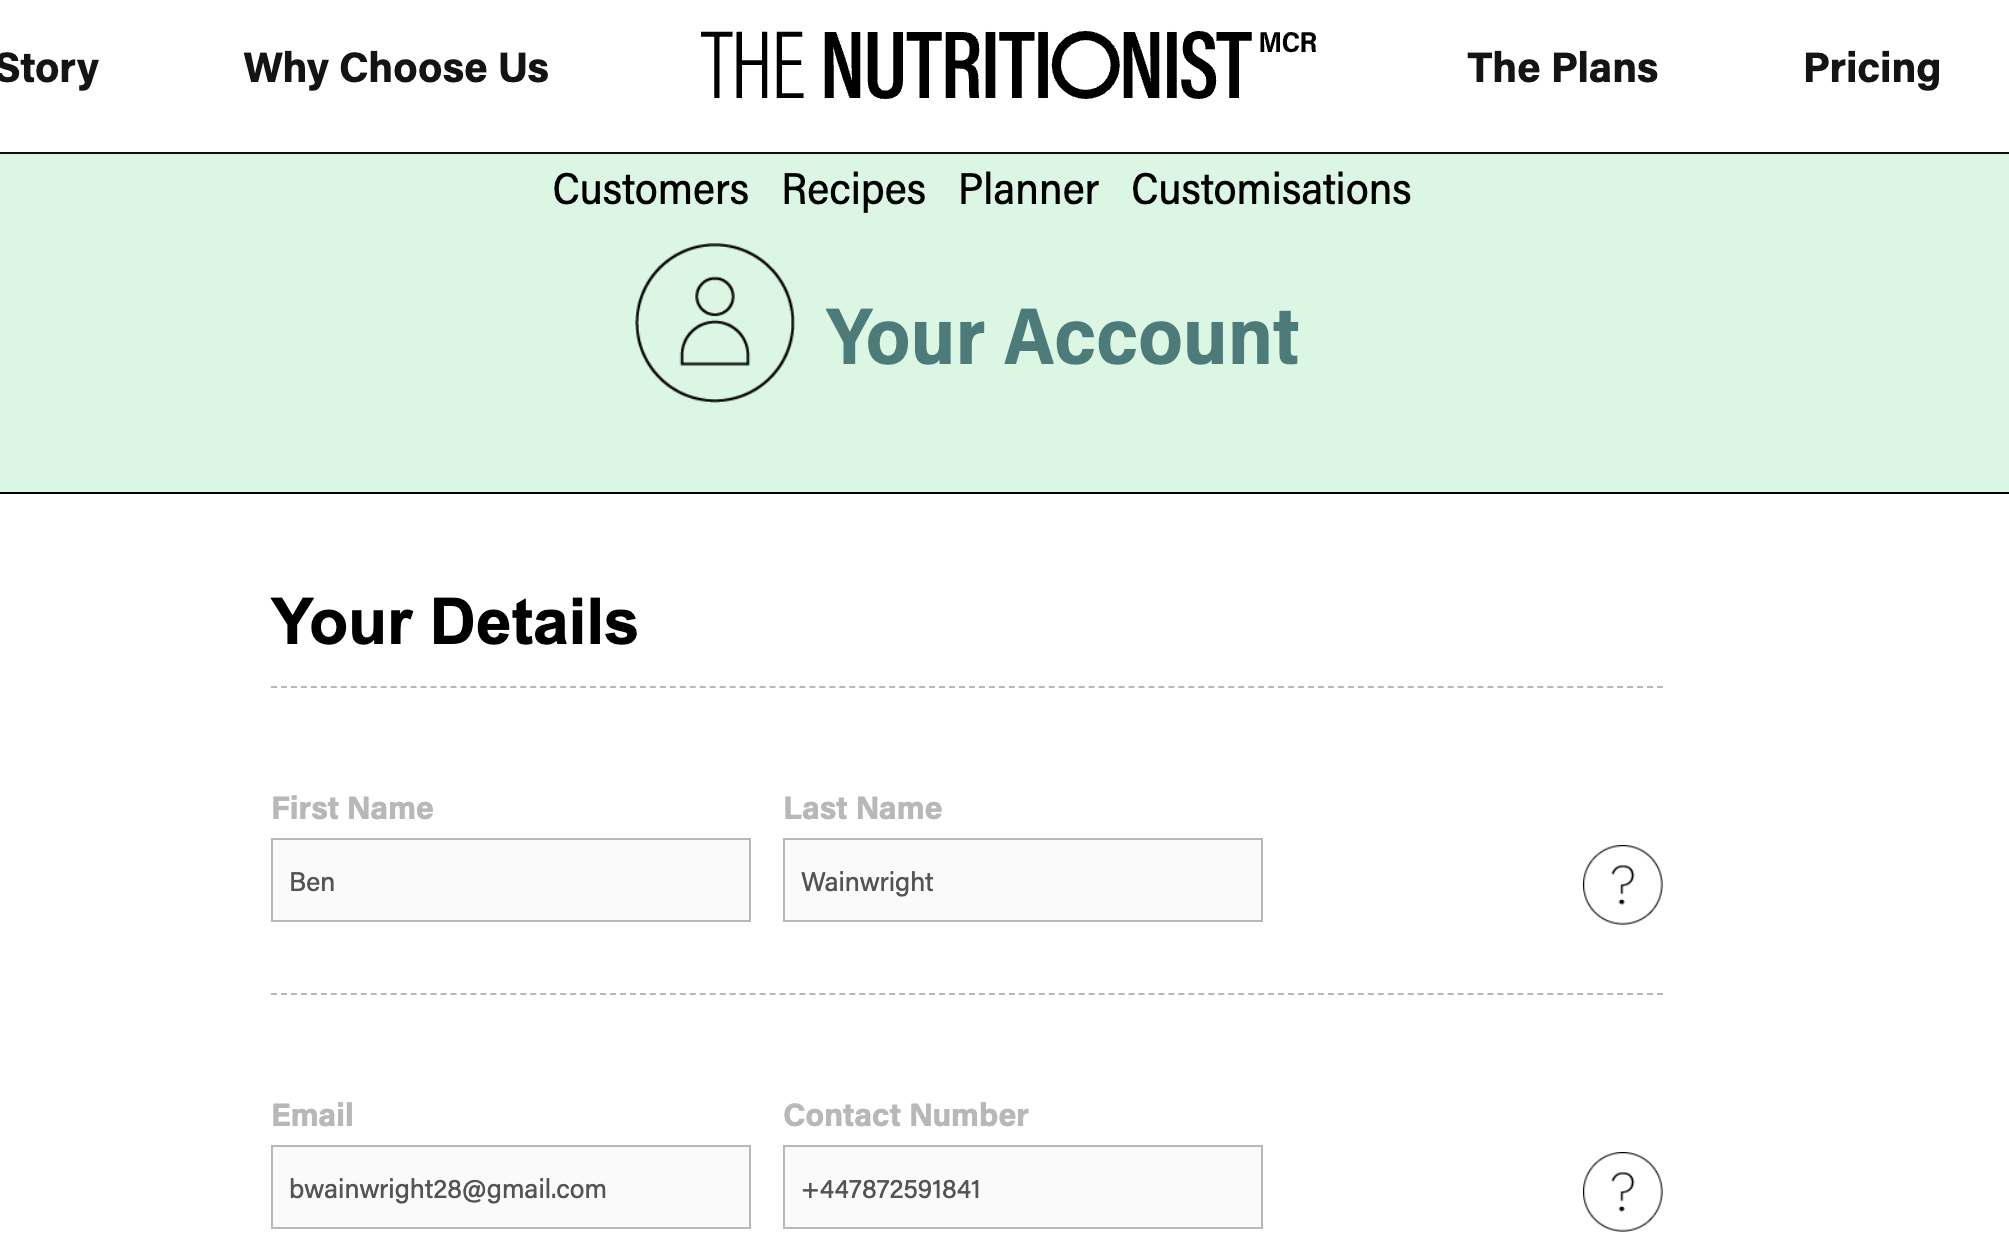 Story Why Choose Us THE NUTRITIONIST MCR The Plans Pricing
Customers Recipes Planner Customisations
Your Account
Your Details
First Name Last Name
Ben Wainwright ?
Email Contact Number
bwainwright28@gmail.com +447872591841 ?